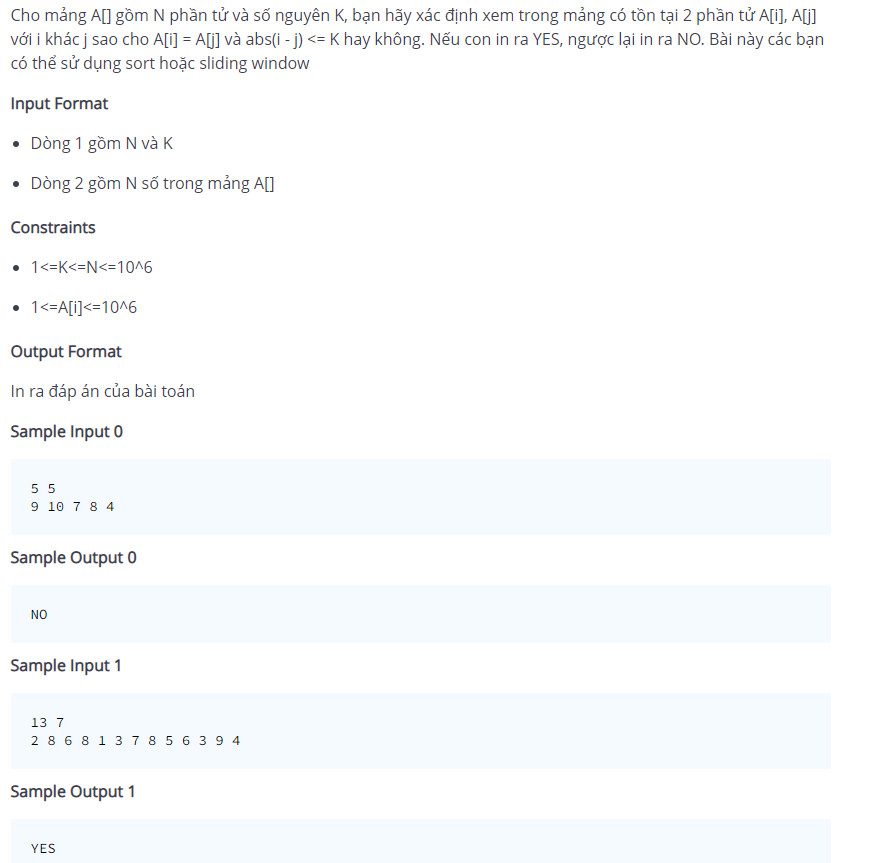 Cho mảng A[] gồm N phần tử và số nguyên K, bạn hãy xác định xem trong mảng có tồn tại 2 phần tử A[i], A[j]
với i khác j sao cho A[i] = A[j] và abs(i - j) <= K hay không. Nếu con in ra YES, ngược lại in ra NO. Bài này các bạn
có thể sử dụng sort hoặc sliding window
Input Format
• Dòng 1 gồm N và K
• Dòng 2 gồm N số trong mảng A[]
Constraints
• 1<=K<=N<=10^6
• 1<=A[i]<=10^6
Output Format
In ra đáp án của bài toán
Sample Input 0
5 5
9 10 7 8 4
Sample Output 0
NO
Sample Input 1
13 7
2 8 6 8 1 3 7 8 5 6 3 9 4
Sample Output 1
YES